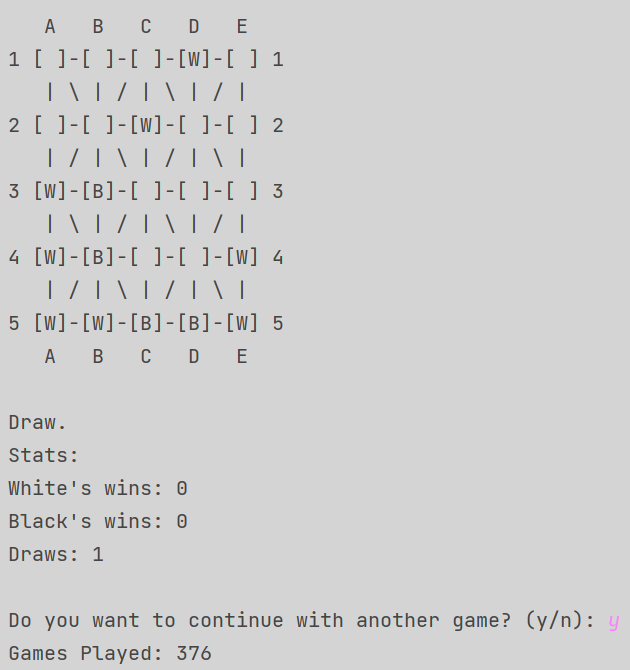 A   B   C   D   E
1 [ ]-[ ]-[ ]-[W]-[ ] 1
   | \ | / | \ | / |
2 [ ]-[ ]-[W]-[ ]-[ ] 2
   | / | \ | / | \ |
3 [W]-[B]-[ ]-[ ]-[ ] 3
   | \ | / | \ | / |
4 [W]-[B]-[ ]-[ ]-[W] 4
   | / | \ | / | \ |
5 [W]-[W]-[B]-[B]-[W] 5
   A   B   C   D   E

Draw.
Stats:
White's wins: 0
Black's wins: 0
Draws: 1

Do you want to continue with another game? (y/n): y
Games Played: 376